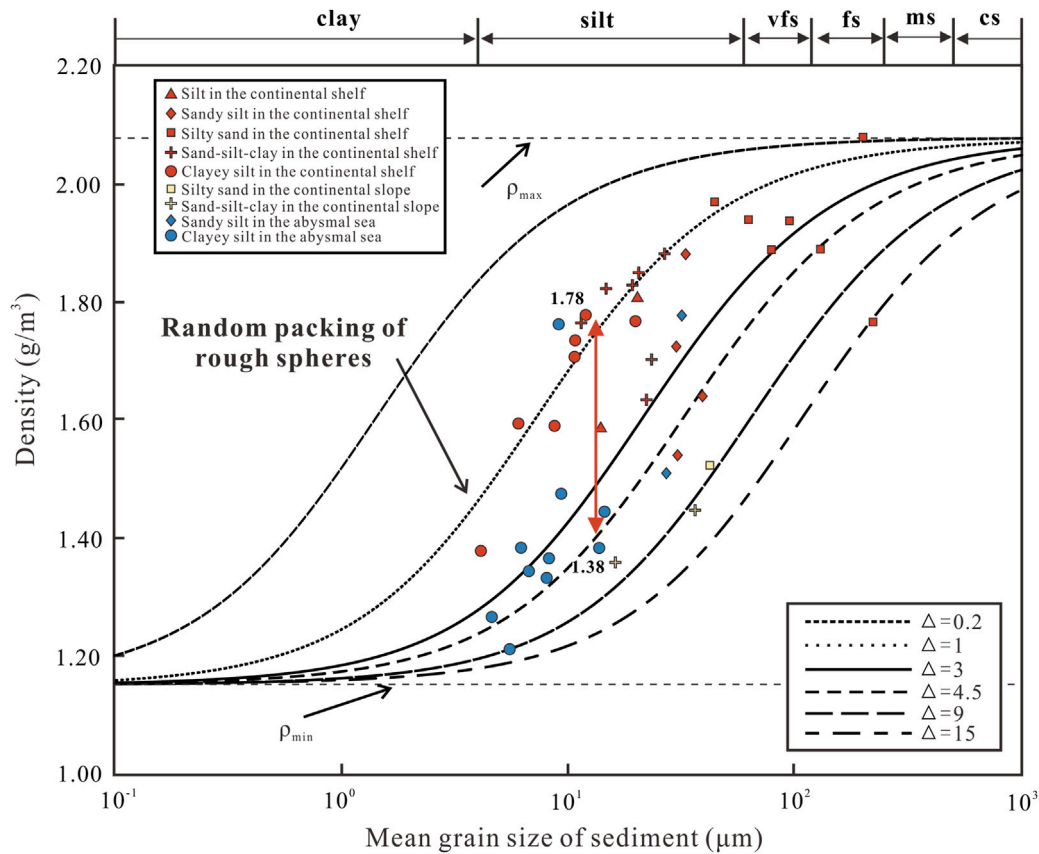 clay silt vfs fs ms cs
2.20
2.00
1.80
1.60
1.40
1.20
1.00
Density (g/m³)
Silt in the continental shelf
Sandy silt in the continental shelf
Silty sand in the continental shelf
Sand-silt-clay in the continental shelf
Clayey silt in the continental shelf
Silty sand in the continental slope
Sand-silt-clay in the continental slope
Sandy silt in the abysmal sea
Clayey silt in the abysmal sea
ρmax
1.78
Random packing of
rough spheres
1.38
ρmin
△=0.2
△=1
△=3
△=4.5
△=9
△=15
10⁻¹ 10⁰ 10¹ 10² 10³
Mean grain size of sediment (μm)